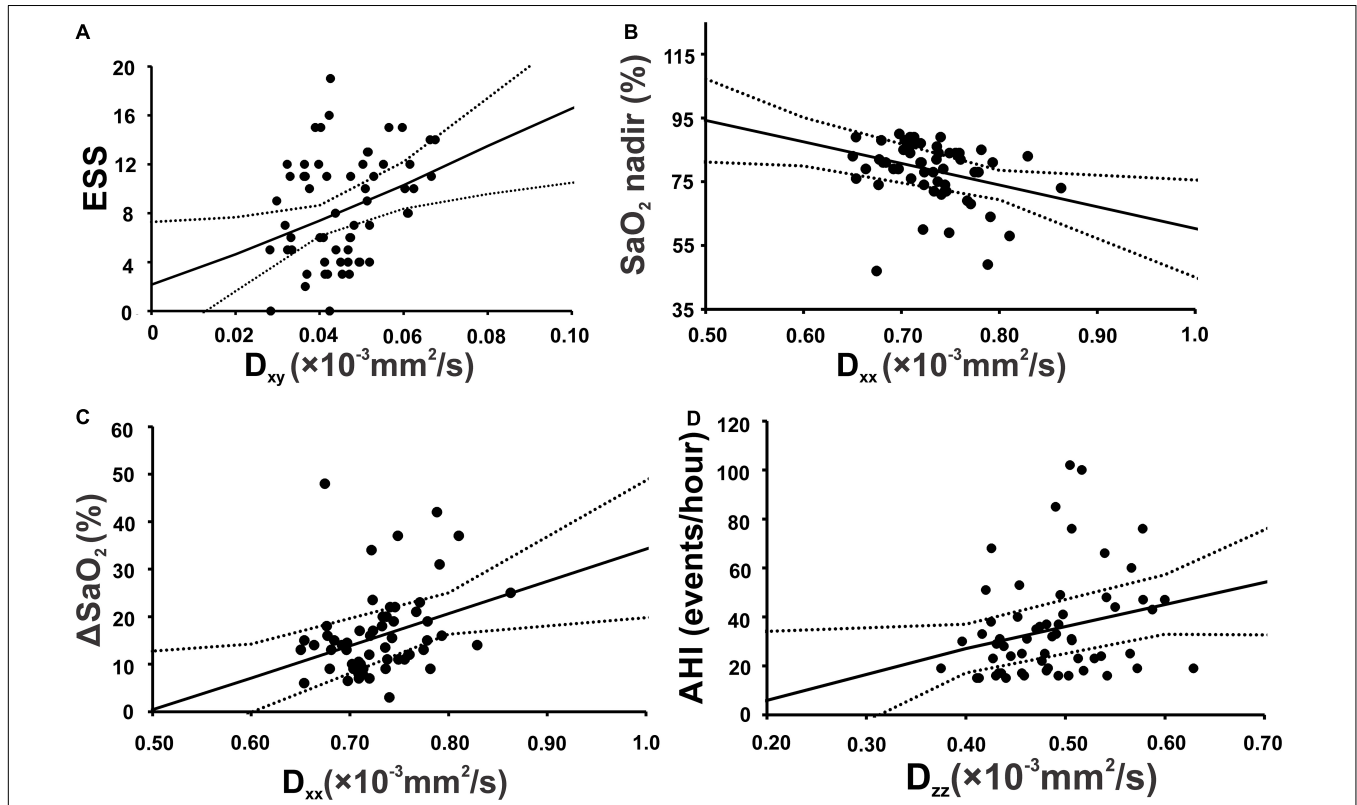 A
ESS
20
16
12
8
4
0
0 0.02 0.04 0.06 0.08 0.10
Dxy (×10⁻³mm²/s)
B
SaO₂ nadir (%)
115
95
75
55
35
0.50 0.60 0.70 0.80 0.90 1.0
Dxx (×10⁻³mm²/s)
C
ΔSaO₂ (%)
60
50
40
30
20
10
0
0.50 0.60 0.70 0.80 0.90 1.0
Dxx(×10⁻³mm²/s)
D
AHI (events/hour)
120
100
80
60
40
20
0
0.20 0.30 0.40 0.50 0.60 0.70
Dzz(×10⁻³mm²/s)